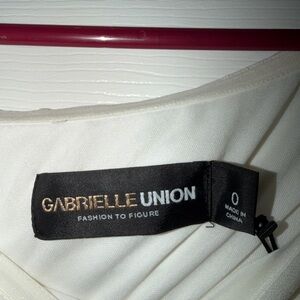 GABRIELLE UNION
FASHION TO FIGURE
0
MADE IN
CHINA